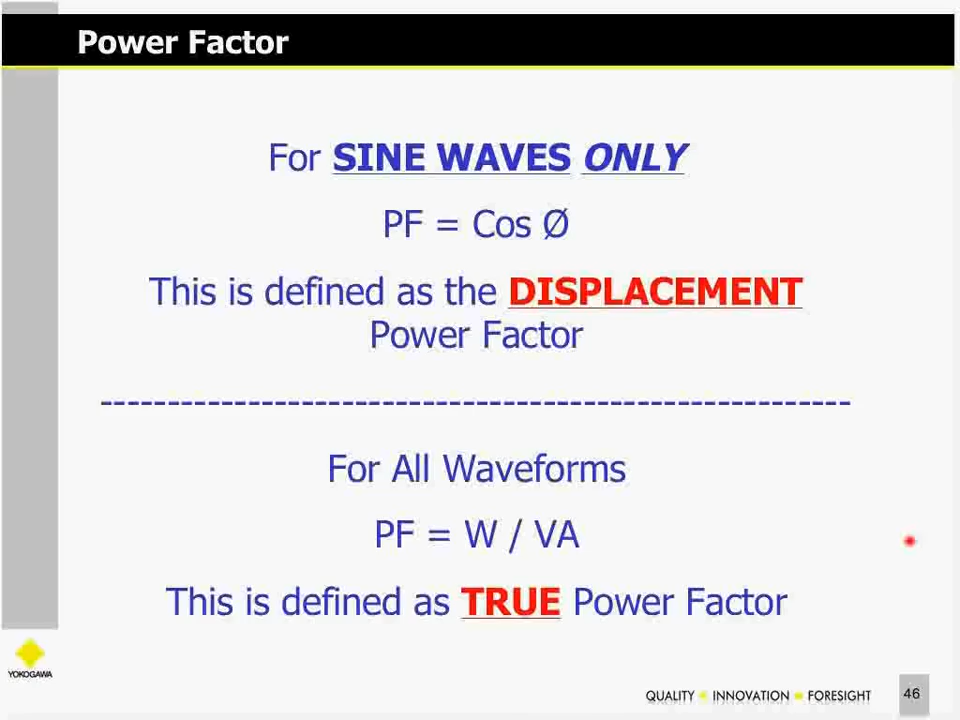 Power Factor
For SINE WAVES ONLY
PF = Cos Ø
This is defined as the DISPLACEMENT
Power Factor
--------------------------------------------------------
For All Waveforms
PF = W / VA
This is defined as TRUE Power Factor
YOKOGAWA
QUALITY INNOVATION FORESIGHT
46